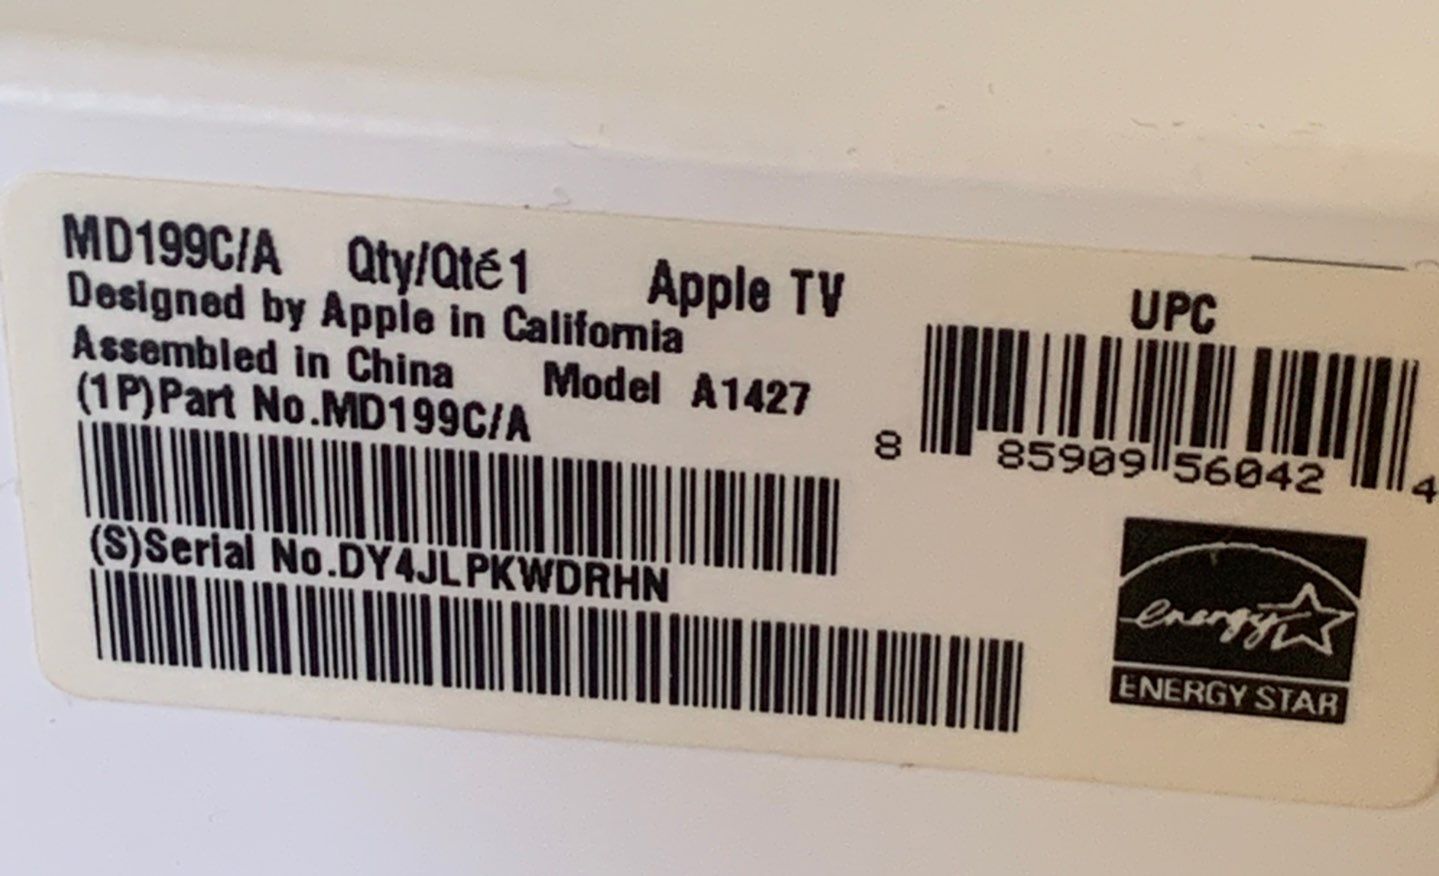 MD199C/A Qty/Qté 1 Apple TV
Designed by Apple in California
Assembled in China Model A1427
(1P)Part No.MD199C/A
(S)Serial No.DY4JLPKWDRHN
UPC
8 85909 56042 4
energy
ENERGY STAR